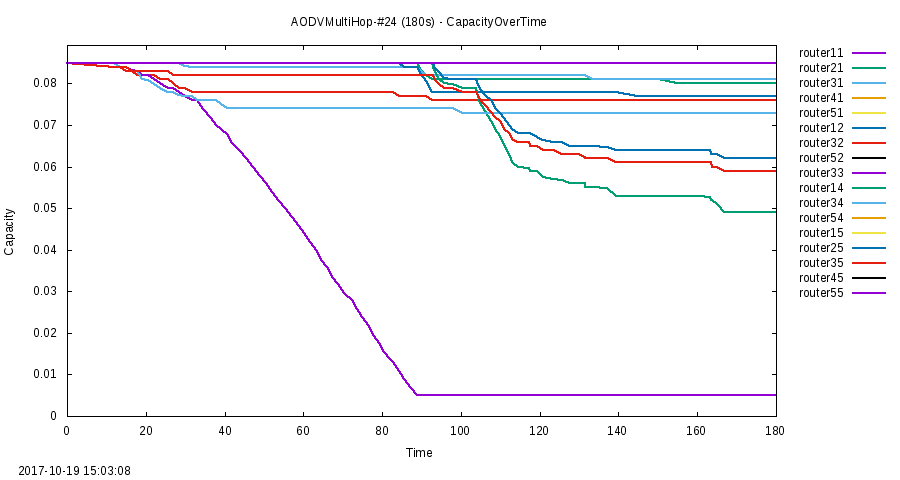 AODVMultiHop-#24 (180s) - CapacityOverTime
router11
router21
router31
router41
router51
router12
router32
router52
router33
router14
router34
router54
router15
router25
router35
router45
router55
Capacity
0.08
0.07
0.06
0.05
0.04
0.03
0.02
0.01
0
0 20 40 60 80 100 120 140 160 180
Time
2017-10-19 15:03:08